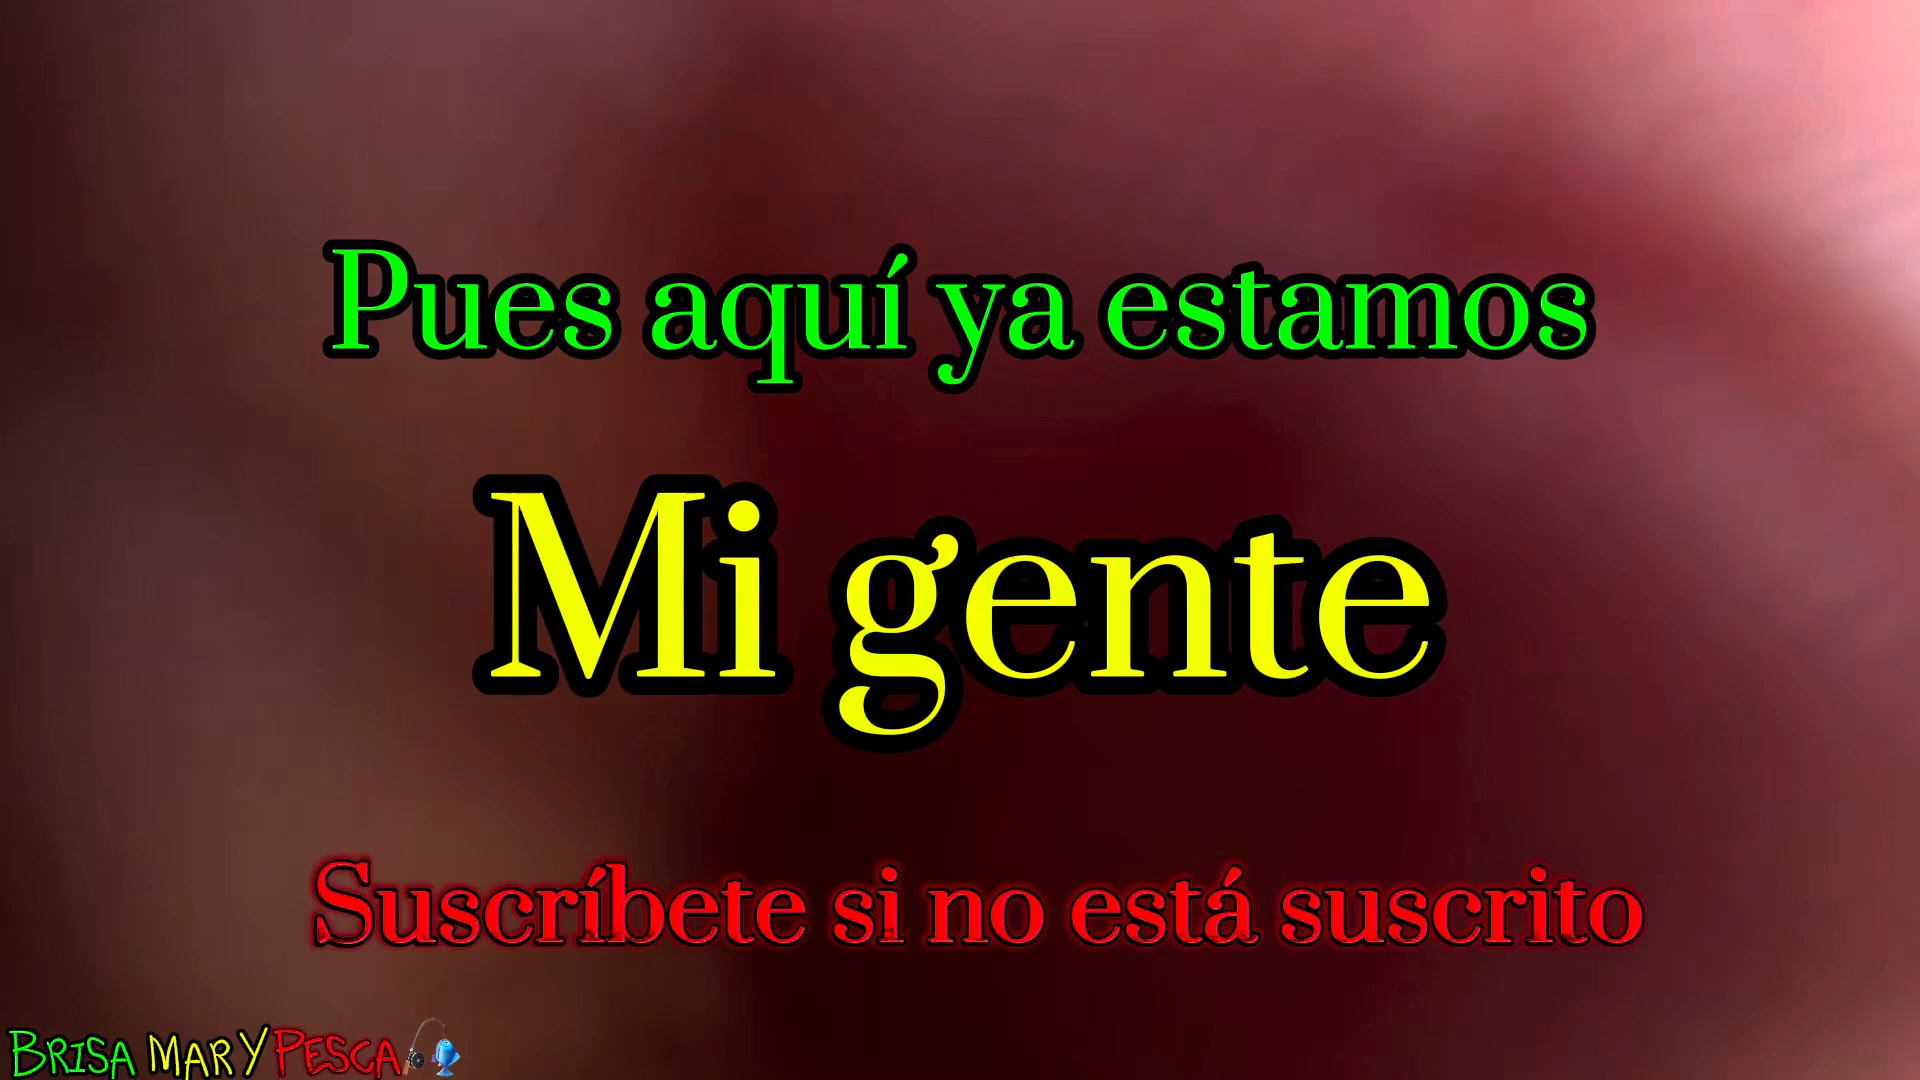 Pues aquí ya estamos
Mi gente
Suscríbete si no está suscrito
BRISA MAR Y PESCA